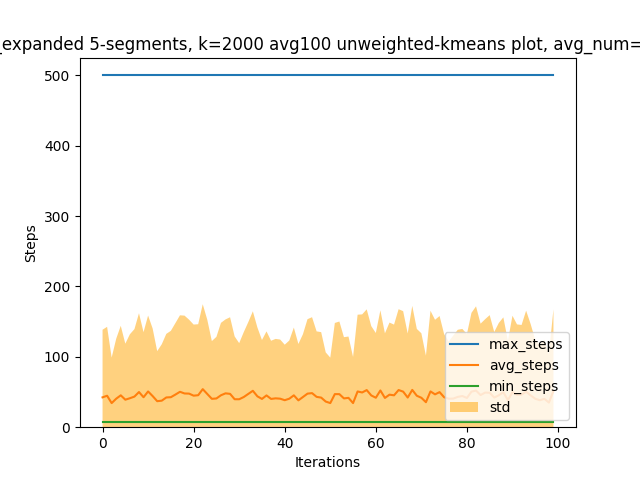 _expanded 5-segments, k=2000 avg100 unweighted-kmeans plot, avg_num=
500
400
300
200
100
0
Steps
max_steps
avg_steps
min_steps
std
0 20 40 60 80 100
Iterations